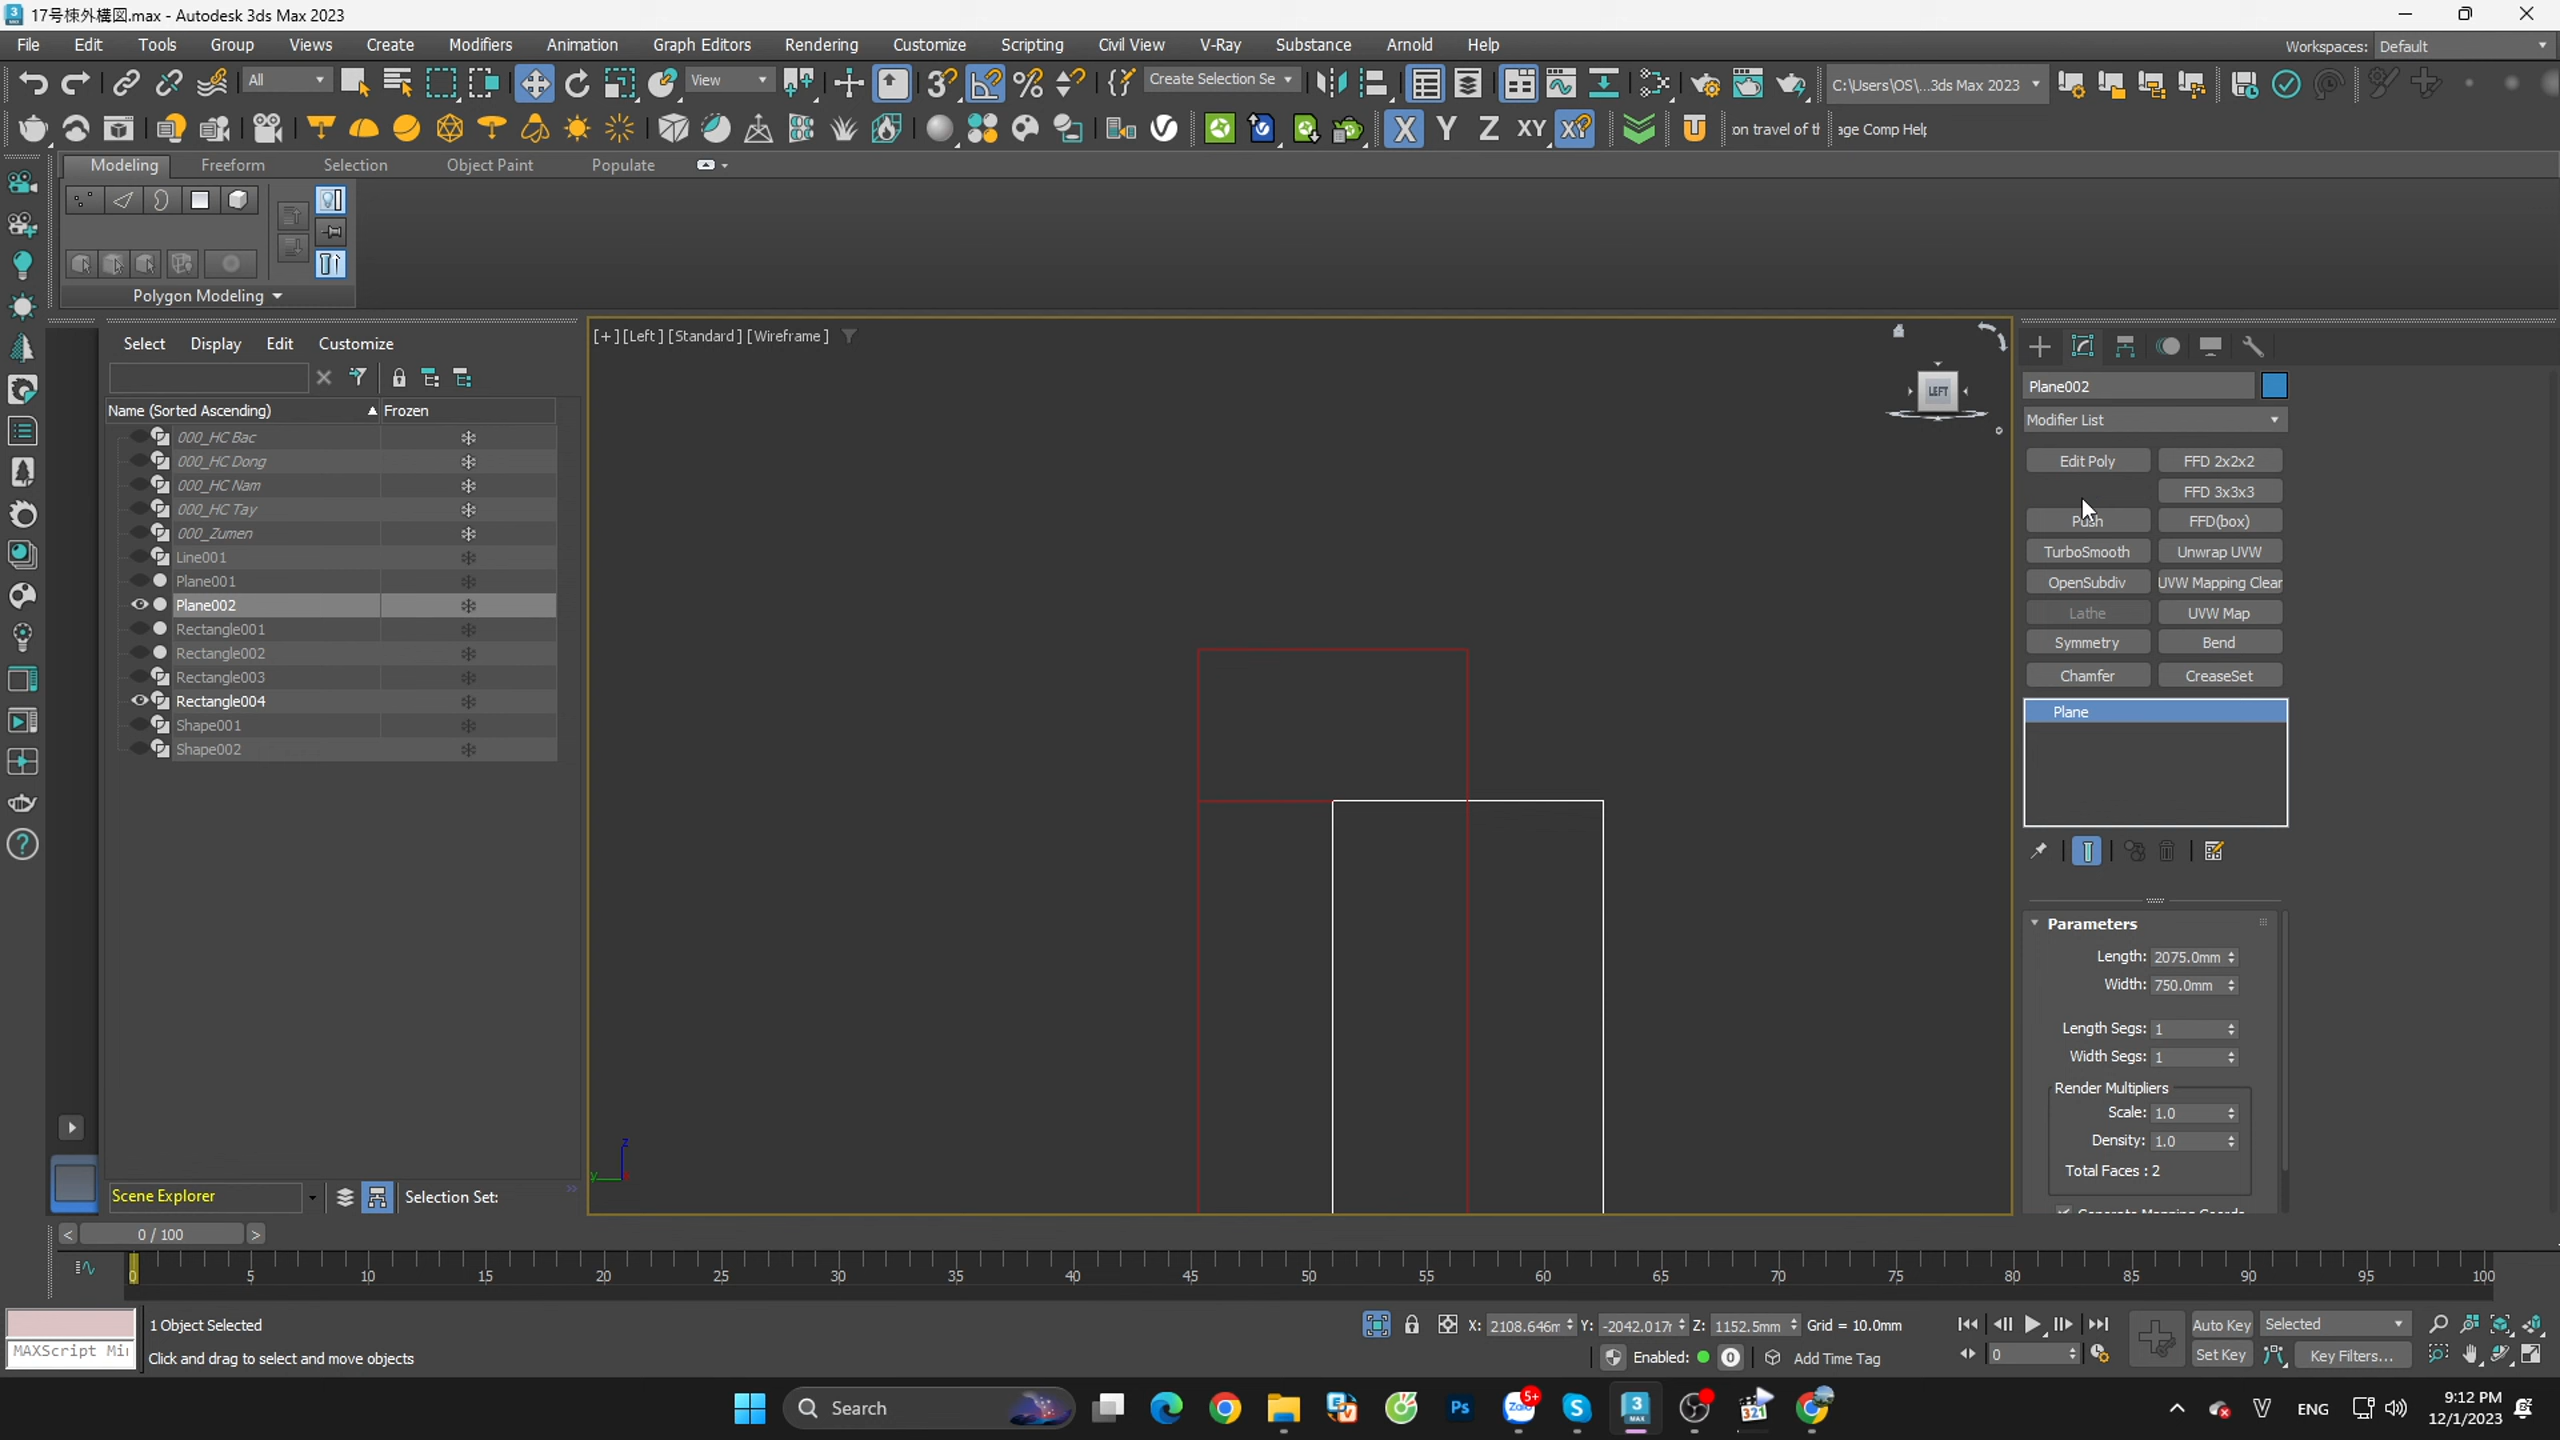 17号棟外構図.max - Autodesk 3ds Max 2023
File Edit Tools Group Views Create Modifiers Animation Graph Editors Rendering Customize Scripting Civil View V-Ray Substance Arnold Help
Workspaces: Default
All
View
Create Selection Se
C:\Users\OS\...3ds Max 2023
X Y Z XY
on travel of tl
age Comp Help
Modeling Freeform Selection Object Paint Populate
Polygon Modeling
Select Display Edit Customize
Name (Sorted Ascending) Frozen
000_HC Bac
000_HC Dong
000_HC Nam
000_HC Tay
000_Zumen
Line001
Plane001
Plane002
Rectangle001
Rectangle002
Rectangle003
Rectangle004
Shape001
Shape002
Scene Explorer
Selection Set:
[+] [Left] [Standard] [Wireframe]
LEFT
z
y
Plane002
Modifier List
Edit Poly FFD 2x2x2
FFD 3x3x3
Push FFD(box)
TurboSmooth Unwrap UVW
OpenSubdiv UVW Mapping Clear
Lathe UVW Map
Symmetry Bend
Chamfer CreaseSet
Plane
Parameters
Length: 2075.0mm
Width: 750.0mm
Length Segs: 1
Width Segs: 1
Render Multipliers
Scale: 1.0
Density: 1.0
Total Faces : 2
0 / 100
0 5 10 15 20 25 30 35 40 45 50 55 60 65 70 75 80 85 90 95 100
MAXScript Mi
1 Object Selected
Click and drag to select and move objects
X: 2108.646m Y: -2042.017r Z: 1152.5mm Grid = 10.0mm
Enabled: 0 Add Time Tag
0
Auto Key Selected
Set Key Key Filters...
Search
Ps
Zalo 5+
3 MAX
321
ENG
9:12 PM
12/1/2023